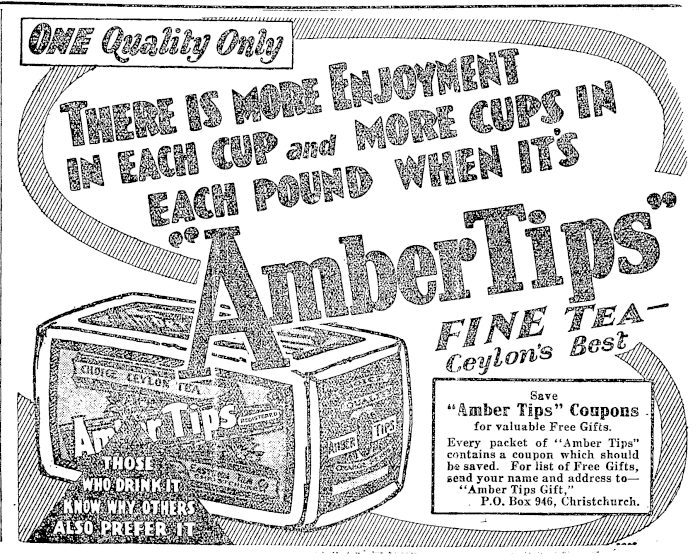 ONE Quality Only
THERE IS MORE ENJOYMENT
IN EACH CUP and MORE CUPS IN
EACH POUND WHEN IT'S
"Amber Tips"
FINE TEA—
Ceylon's Best
CHOICE CEYLON TEA
Amber Tips
REGISTERED
QUALITY
AMBER Tips
THOSE
WHO DRINK IT
KNOW WHY OTHERS
ALSO PREFER IT
Save
"Amber Tips" Coupons
for valuable Free Gifts.
Every packet of "Amber Tips"
contains a coupon which should
be saved. For list of Free Gifts,
send your name and address to—
"Amber Tips Gift,"
P.O. Box 946, Christchurch.